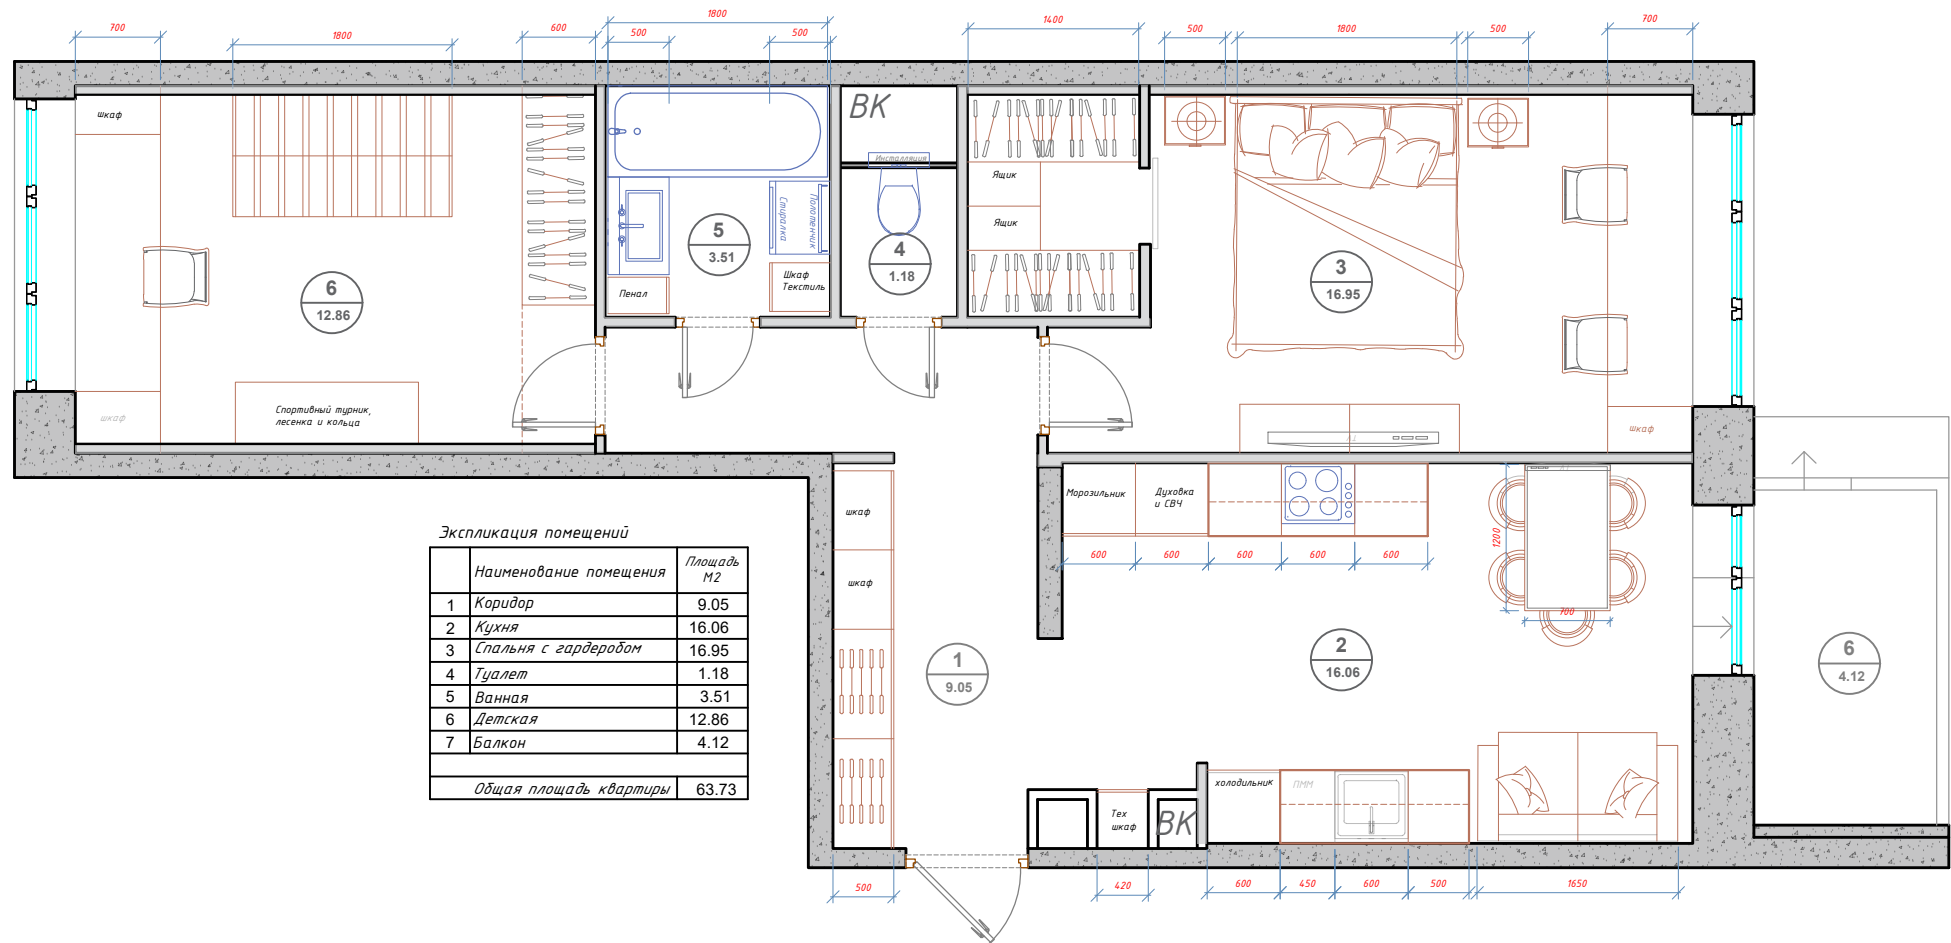 700
1800
600
1800
500
500
1400
500
1800
500
700
шкаф
ВК
Инсталляция
Ящик
Ящик
Стиралка
Полотенчик
5
3.51
4
1.18
3
16.95
6
12.86
Пенал
Шкаф
Текстиль
шкаф
Спортивный турник,
лесенка и кольца
TV
шкаф
Морозильник
Духовка
и СВЧ
600
600
600
600
600
1200
700
шкаф
шкаф
Экспликация помещений
Наименование помещения
Площадь
М2
1 Коридор 9.05
2 Кухня 16.06
3 Спальня с гардеробом 16.95
4 Туалет 1.18
5 Ванная 3.51
6 Детская 12.86
7 Балкон 4.12
Общая площадь квартиры 63.73
1
9.05
2
16.06
6
4.12
Тех
шкаф
ВК
холодильник
ПММ
500
420
600
450
600
500
1650